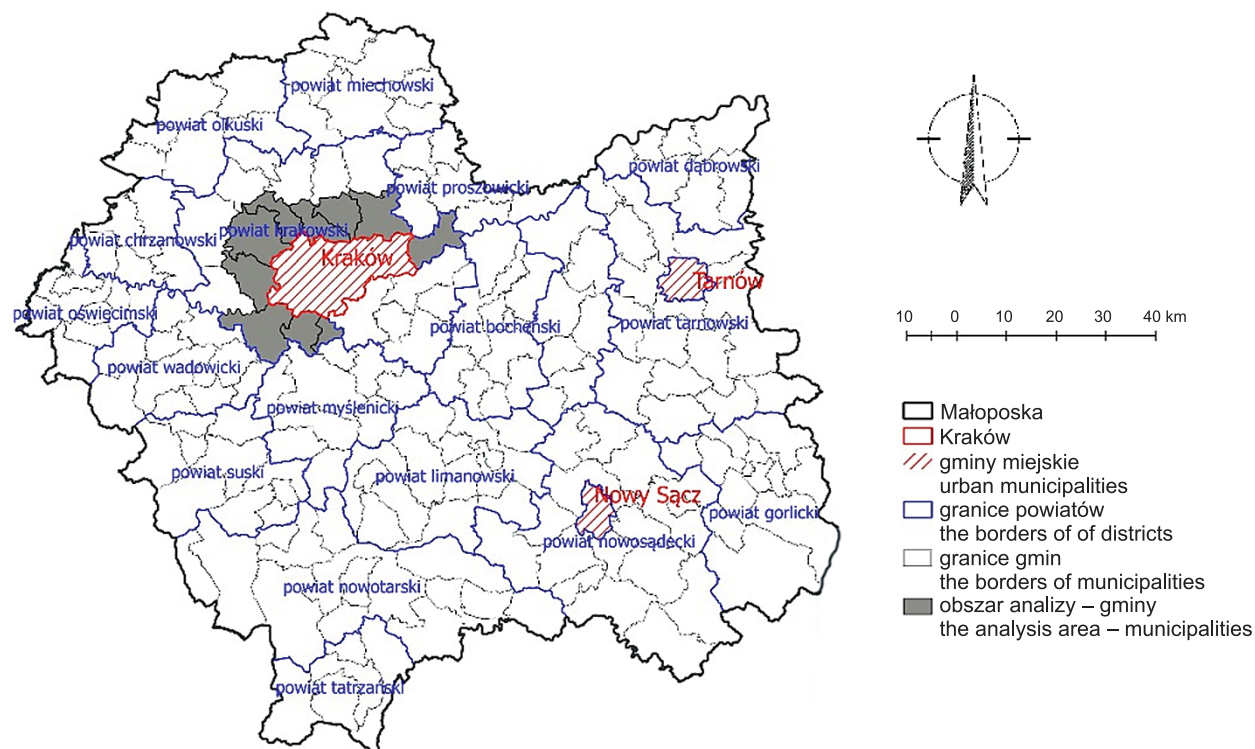 powiat miechowski
powiat olkuski
powiat dąbrowski
powiat proszowicki
powiat krakowski
powiat chrzanowski
Kraków
Tarnów
powiat oświęcimski
powiat bocheński
powiat tarnowski
powiat wadowicki
powiat myślenicki
powiat suski
powiat limanowski
Nowy Sącz
powiat gorlicki
powiat nowosądecki
powiat nowotarski
powiat tatrzański
10 0 10 20 30 40 km
Małoposka
Kraków
gminy miejskie
urban municipalities
granice powiatów
the borders of of districts
granice gmin
the borders of municipalities
obszar analizy – gminy
the analysis area – municipalities